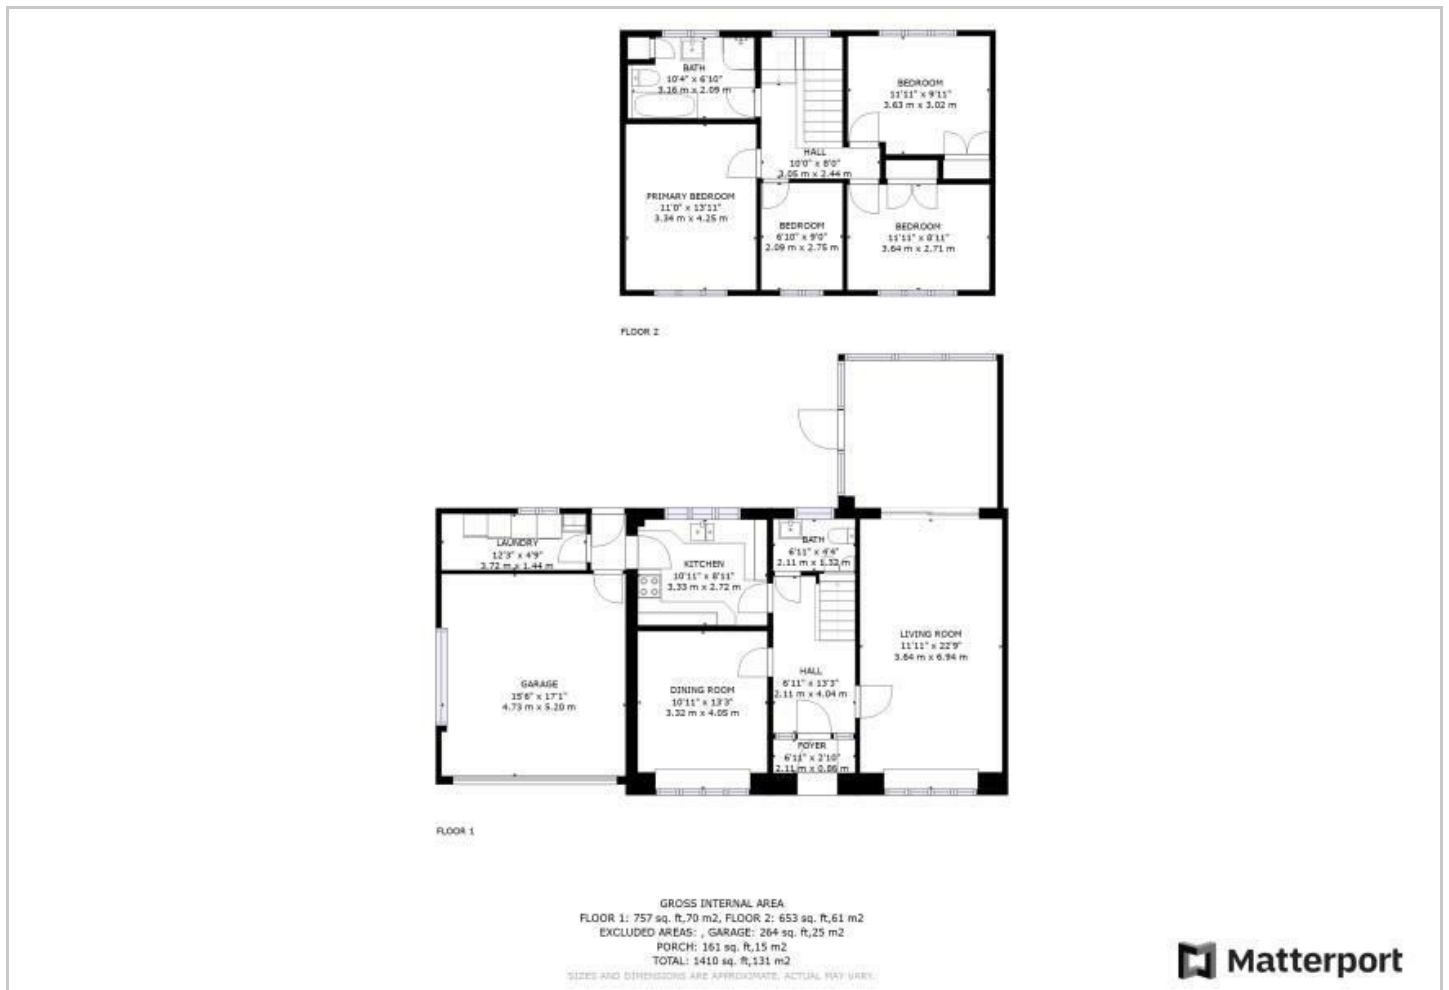 BATH
10'4" x 6'10"
3.16 m x 2.09 m
BEDROOM
11'11" x 9'11"
3.63 m x 3.02 m
HALL
10'0" x 8'0"
3.05 m x 2.44 m
PRIMARY BEDROOM
11'0" x 13'11"
3.34 m x 4.25 m
BEDROOM
6'10" x 9'0"
2.09 m x 2.75 m
BEDROOM
11'11" x 8'11"
3.64 m x 2.71 m
FLOOR 2
LAUNDRY
12'3" x 4'9"
3.72 m x 1.44 m
KITCHEN
10'11" x 8'11"
3.33 m x 2.72 m
BATH
6'11" x 4'4"
2.11 m x 1.32 m
LIVING ROOM
11'11" x 22'9"
3.64 m x 6.94 m
GARAGE
15'6" x 17'1"
4.73 m x 5.20 m
DINING ROOM
10'11" x 13'3"
3.32 m x 4.05 m
HALL
6'11" x 13'3"
2.11 m x 4.04 m
FOYER
6'11" x 2'10"
2.11 m x 0.86 m
FLOOR 1
GROSS INTERNAL AREA
FLOOR 1: 757 sq. ft,70 m2, FLOOR 2: 653 sq. ft,61 m2
EXCLUDED AREAS: , GARAGE: 264 sq. ft,25 m2
PORCH: 161 sq. ft,15 m2
TOTAL: 1410 sq. ft,131 m2
SIZES AND DIMENSIONS ARE APPROXIMATE, ACTUAL MAY VARY.
Matterport